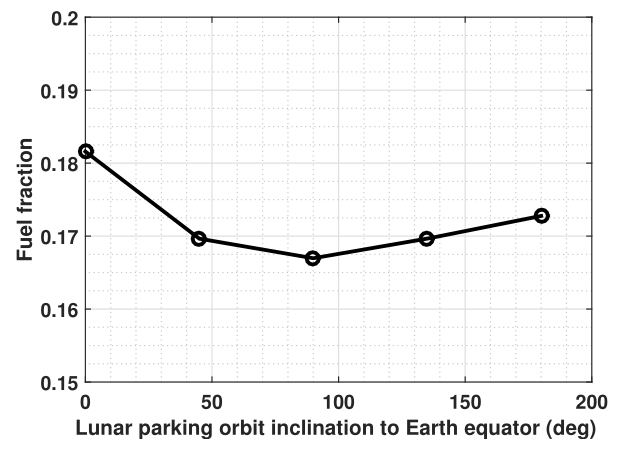 0.2
0.19
0.18
0.17
0.16
0.15
Fuel fraction
0 50 100 150 200
Lunar parking orbit inclination to Earth equator (deg)